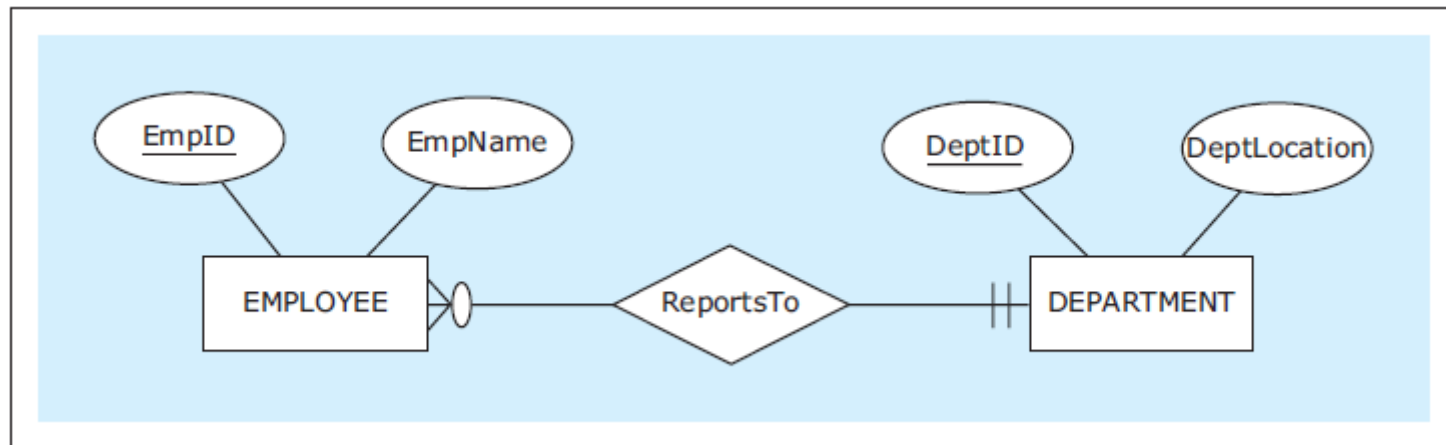 EmpID
EmpName
DeptID
DeptLocation
EMPLOYEE
ReportsTo
DEPARTMENT